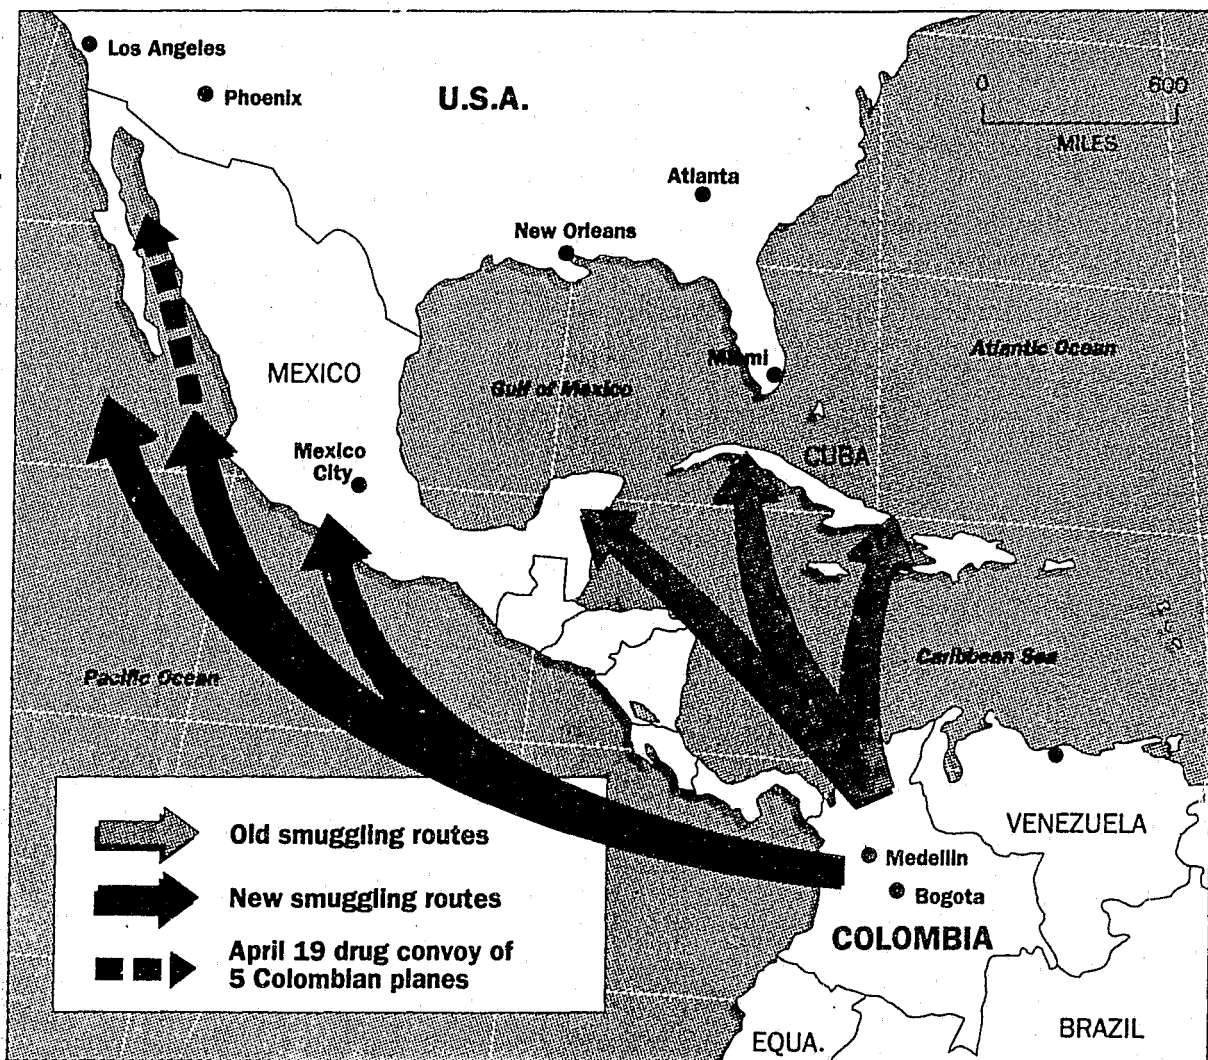 Los Angeles
Phoenix
U.S.A.
0 600
MILES
Atlanta
New Orleans
Miami
Atlantic Ocean
MEXICO
Gulf of Mexico
Mexico
City
CUBA
Pacific Ocean
Caribbean Sea
Old smuggling routes
New smuggling routes
April 19 drug convoy of
5 Colombian planes
VENEZUELA
Medellin
Bogota
COLOMBIA
EQUA.
BRAZIL